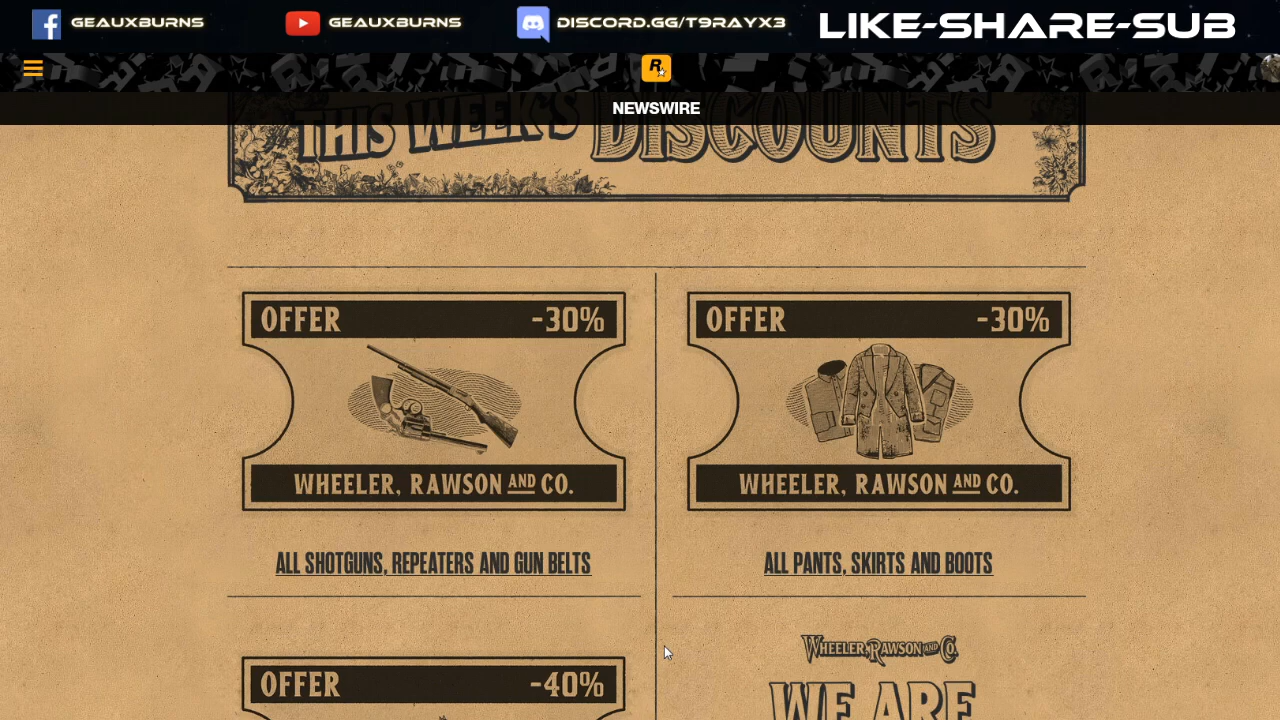 GEAUXBURNS
GEAUXBURNS
DISCORD.GG/T9RAYX3
LIKE-SHARE-SUB
R
NEWSWIRE
THIS WEEK'S DISCOUNTS
OFFER -30%
WHEELER, RAWSON AND CO.
ALL SHOTGUNS, REPEATERS AND GUN BELTS
OFFER -30%
WHEELER, RAWSON AND CO.
ALL PANTS, SKIRTS AND BOOTS
OFFER -40%
WHEELER, RAWSON AND CO.
WE ARE